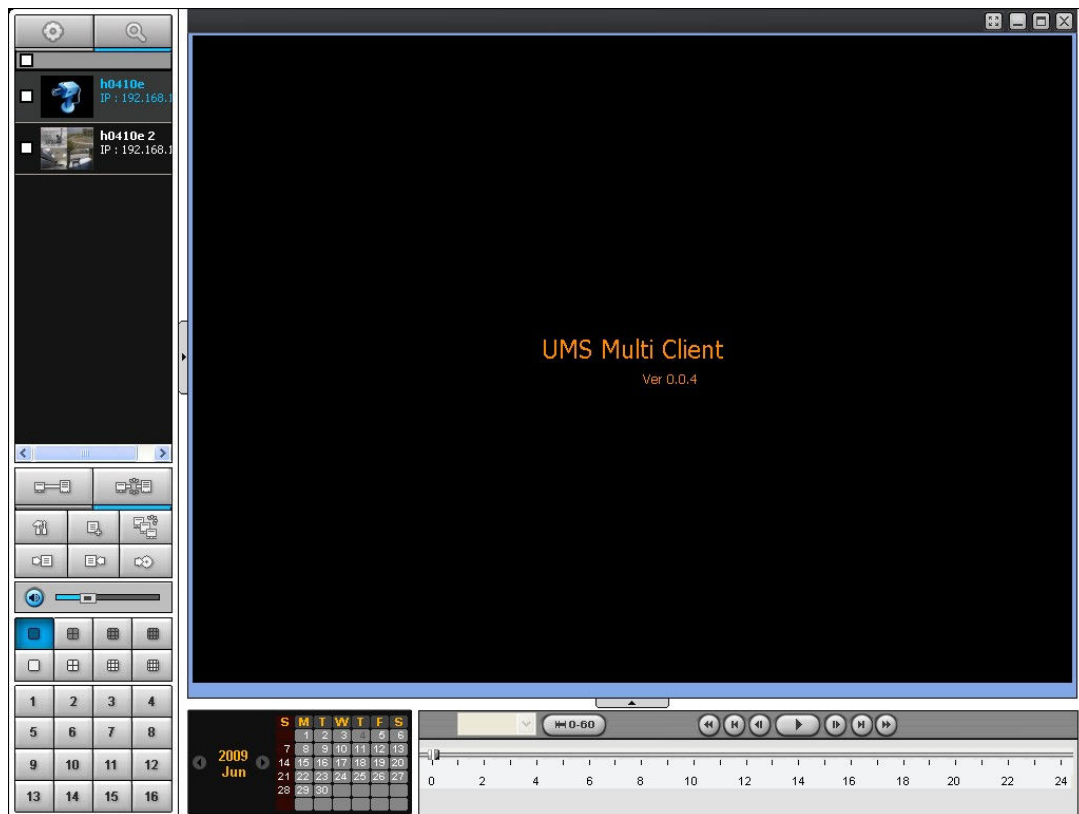 h0410e
IP : 192.168.1
h0410e 2
IP : 192.168.1
UMS Multi Client
Ver 0.0.4
1 2 3 4
5 6 7 8
9 10 11 12
13 14 15 16
2009
Jun
S M T W T F S
1 2 3 4 5 6
7 8 9 10 11 12 13
14 15 16 17 18 19 20
21 22 23 24 25 26 27
28 29 30
0-60
0 2 4 6 8 10 12 14 16 18 20 22 24